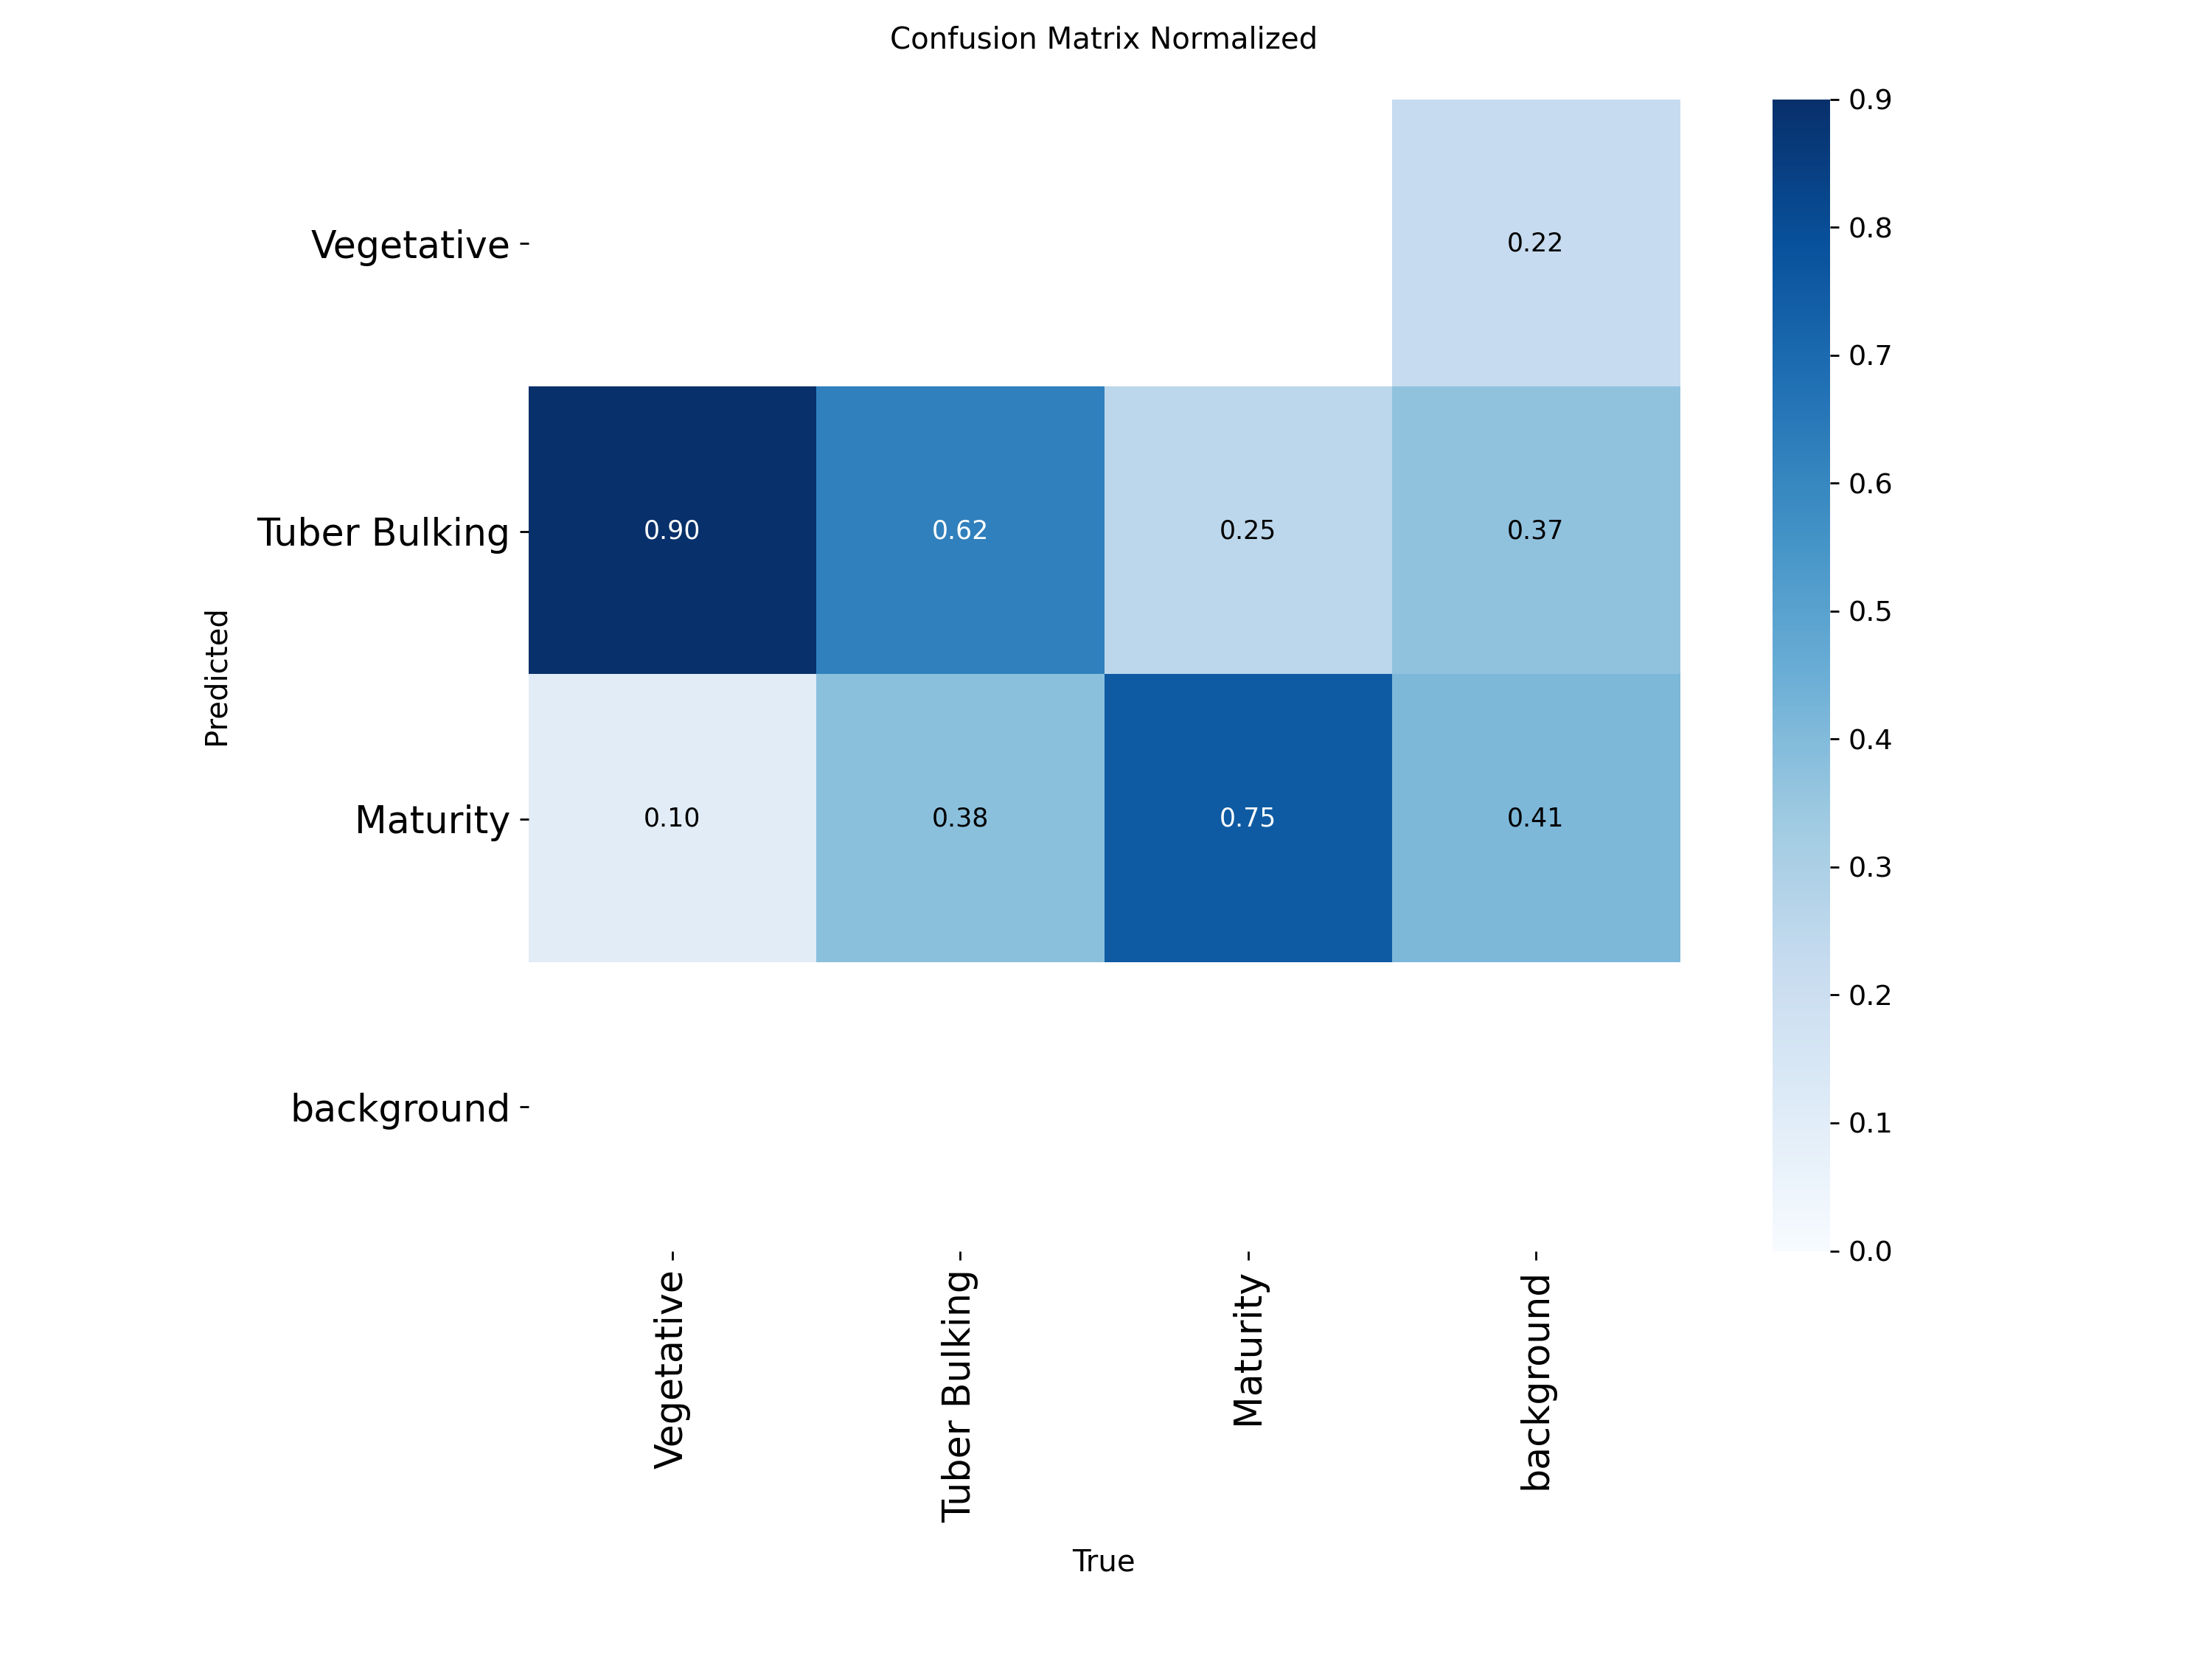 Confusion Matrix Normalized
Vegetative
Tuber Bulking
Maturity
background
Predicted
0.22
0.90 0.62 0.25 0.37
0.10 0.38 0.75 0.41
Vegetative
Tuber Bulking
Maturity
background
True
0.9
0.8
0.7
0.6
0.5
0.4
0.3
0.2
0.1
0.0